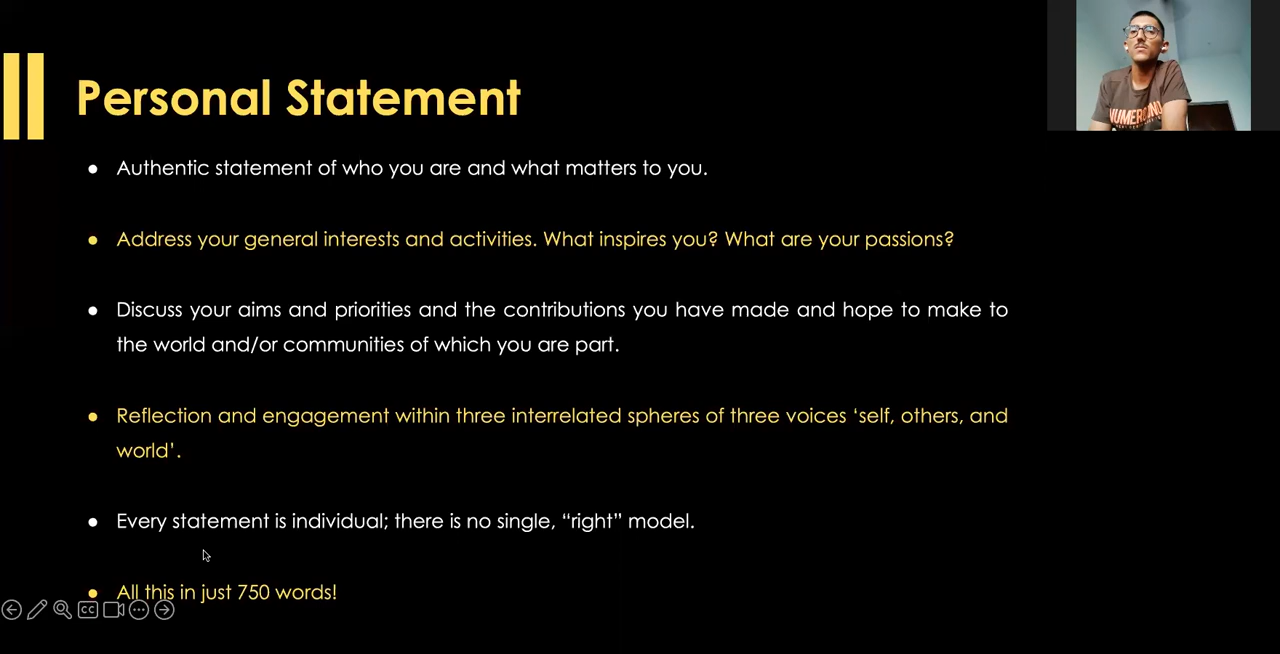 Personal Statement
● Authentic statement of who you are and what matters to you.
● Address your general interests and activities. What inspires you? What are your passions?
● Discuss your aims and priorities and the contributions you have made and hope to make to
the world and/or communities of which you are part.
● Reflection and engagement within three interrelated spheres of three voices ‘self, others, and
world’.
● Every statement is individual; there is no single, “right” model.
● All this in just 750 words!
CC